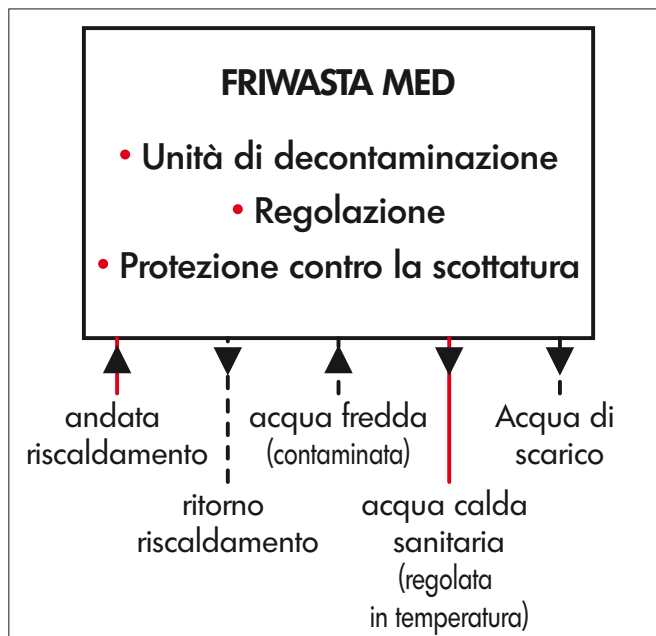 FRIWASTA MED
• Unità di decontaminazione
• Regolazione
• Protezione contro la scottatura
andata
riscaldamento
ritorno
riscaldamento
acqua fredda
(contaminata)
acqua calda
sanitaria
(regolata
in temperatura)
Acqua di
scarico